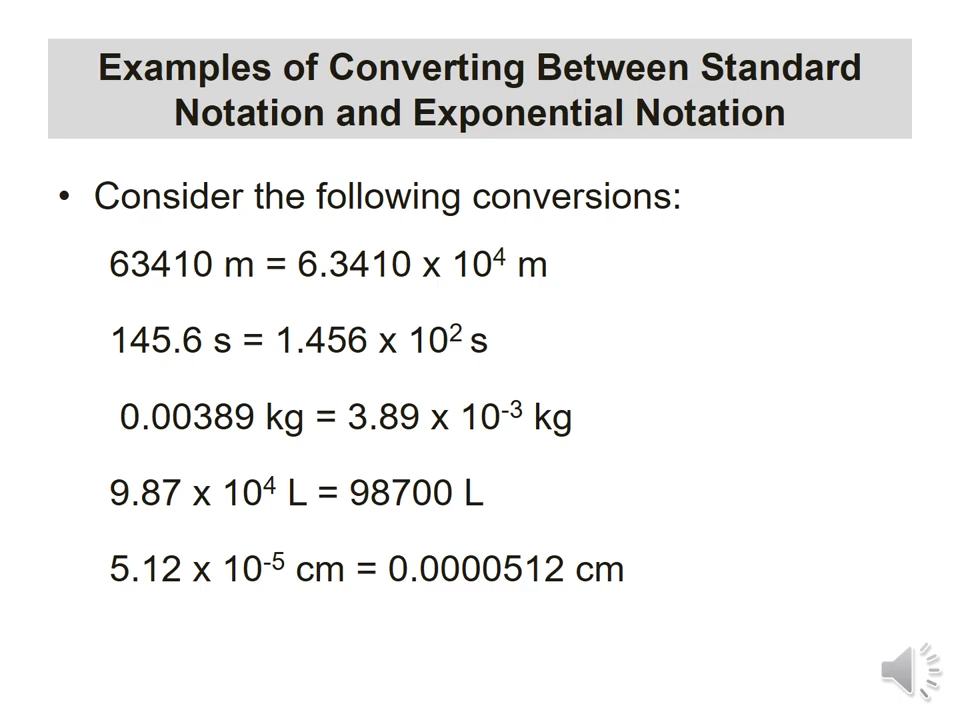 Examples of Converting Between Standard
Notation and Exponential Notation
• Consider the following conversions:
63410 m = 6.3410 x 10⁴ m
145.6 s = 1.456 x 10² s
0.00389 kg = 3.89 x 10⁻³ kg
9.87 x 10⁴ L = 98700 L
5.12 x 10⁻⁵ cm = 0.0000512 cm